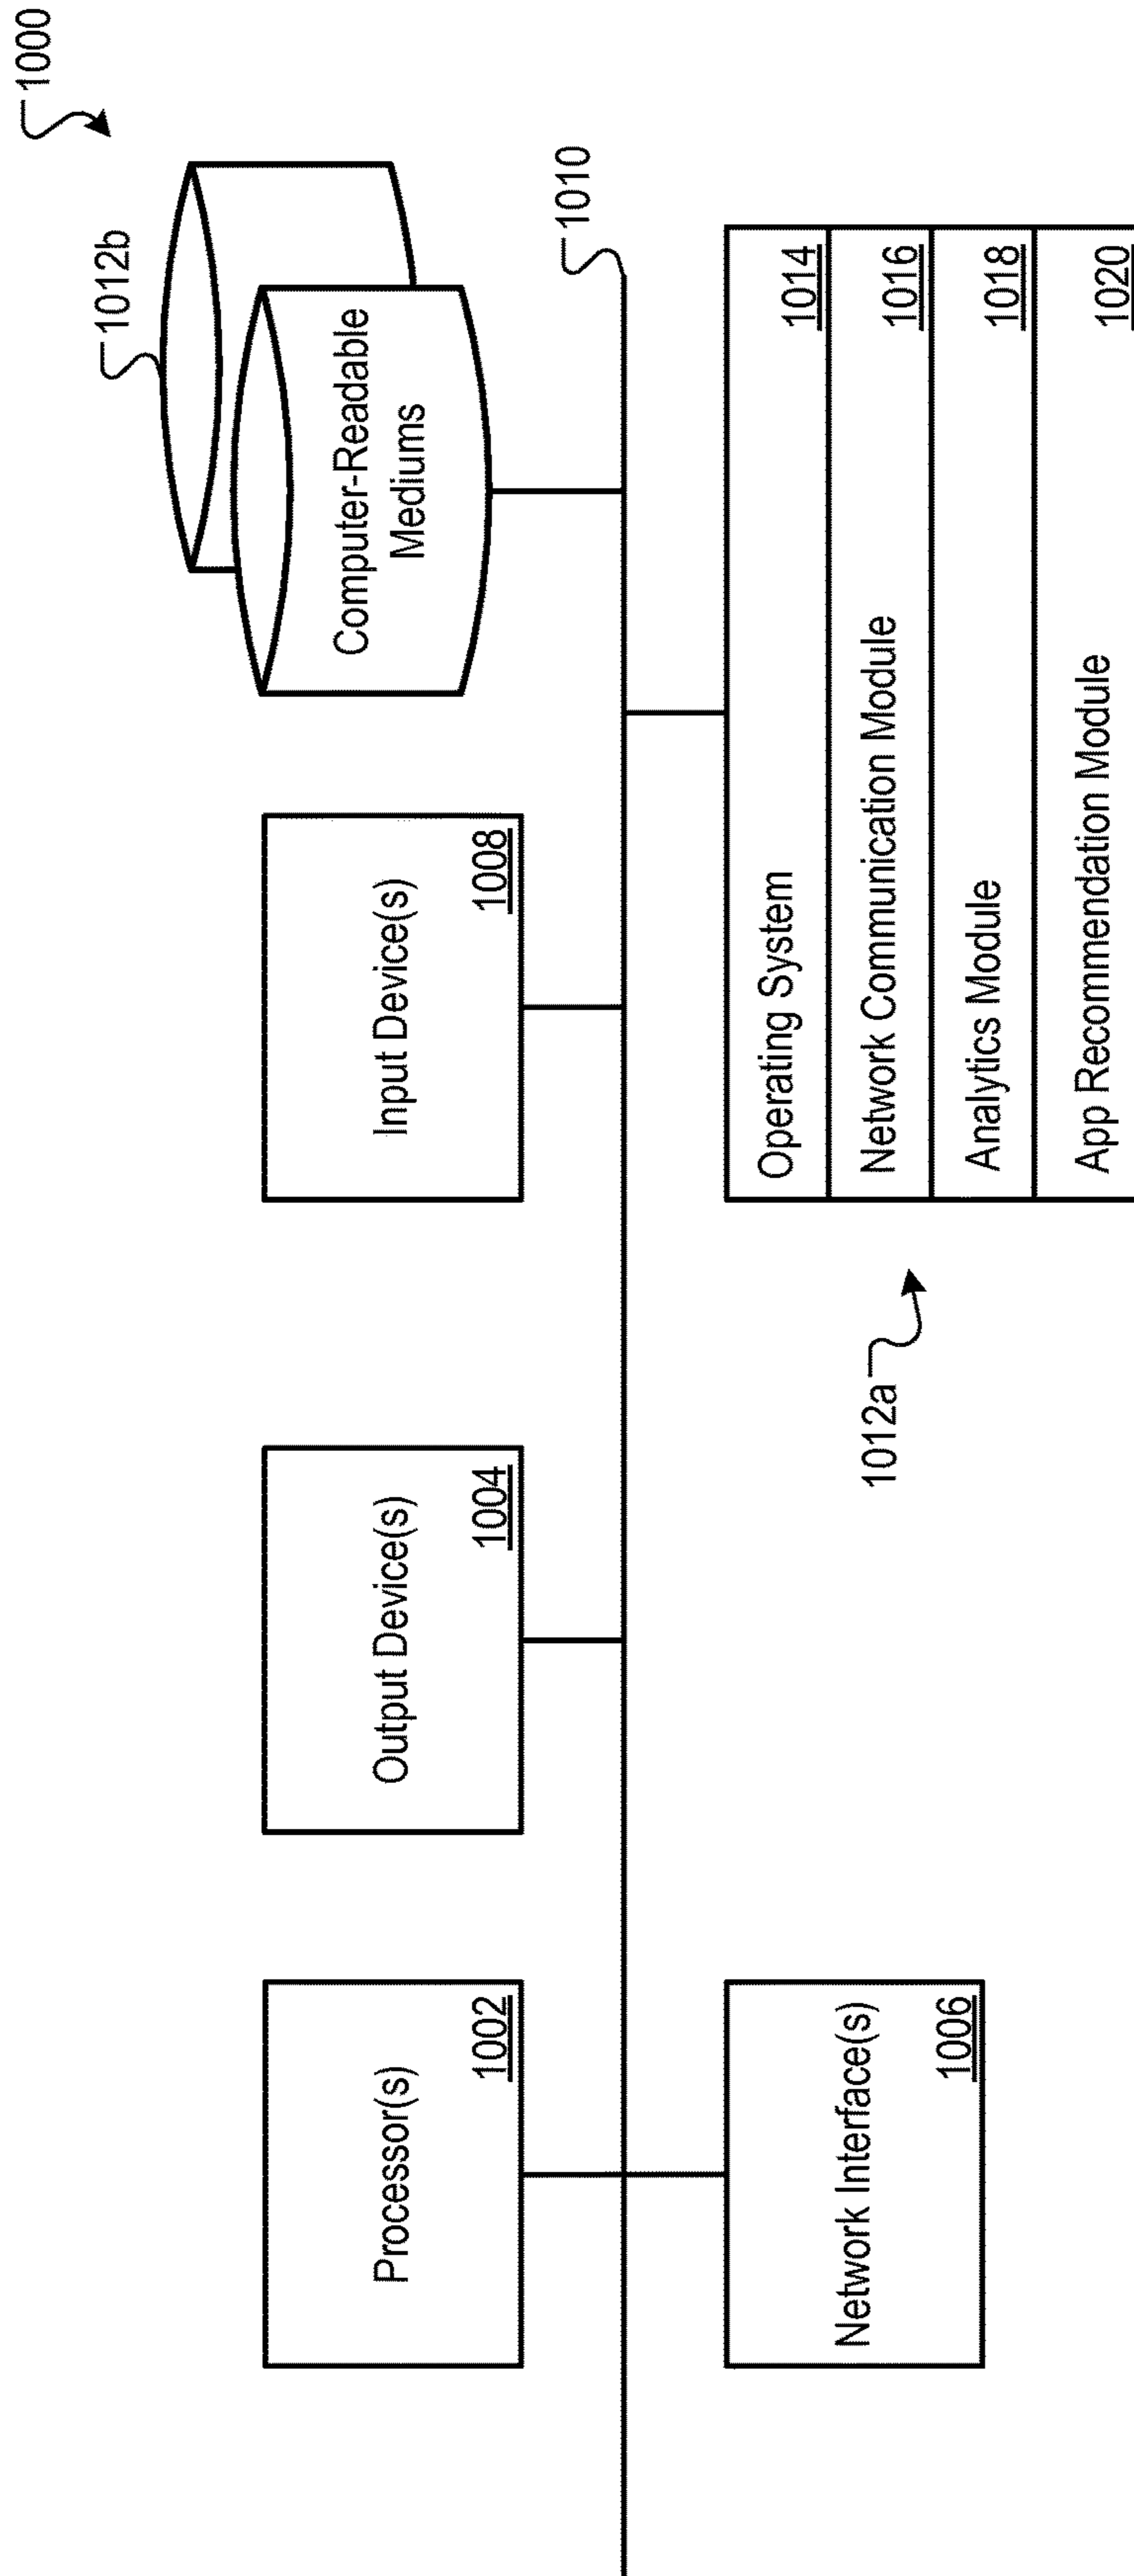 1000
1012b
Computer-Readable
Mediums
Processor(s)
1002
Output Device(s)
1004
Input Device(s)
1008
1010
Network Interface(s)
1006
1012a
Operating System 1014
Network Communication Module 1016
Analytics Module 1018
App Recommendation Module 1020